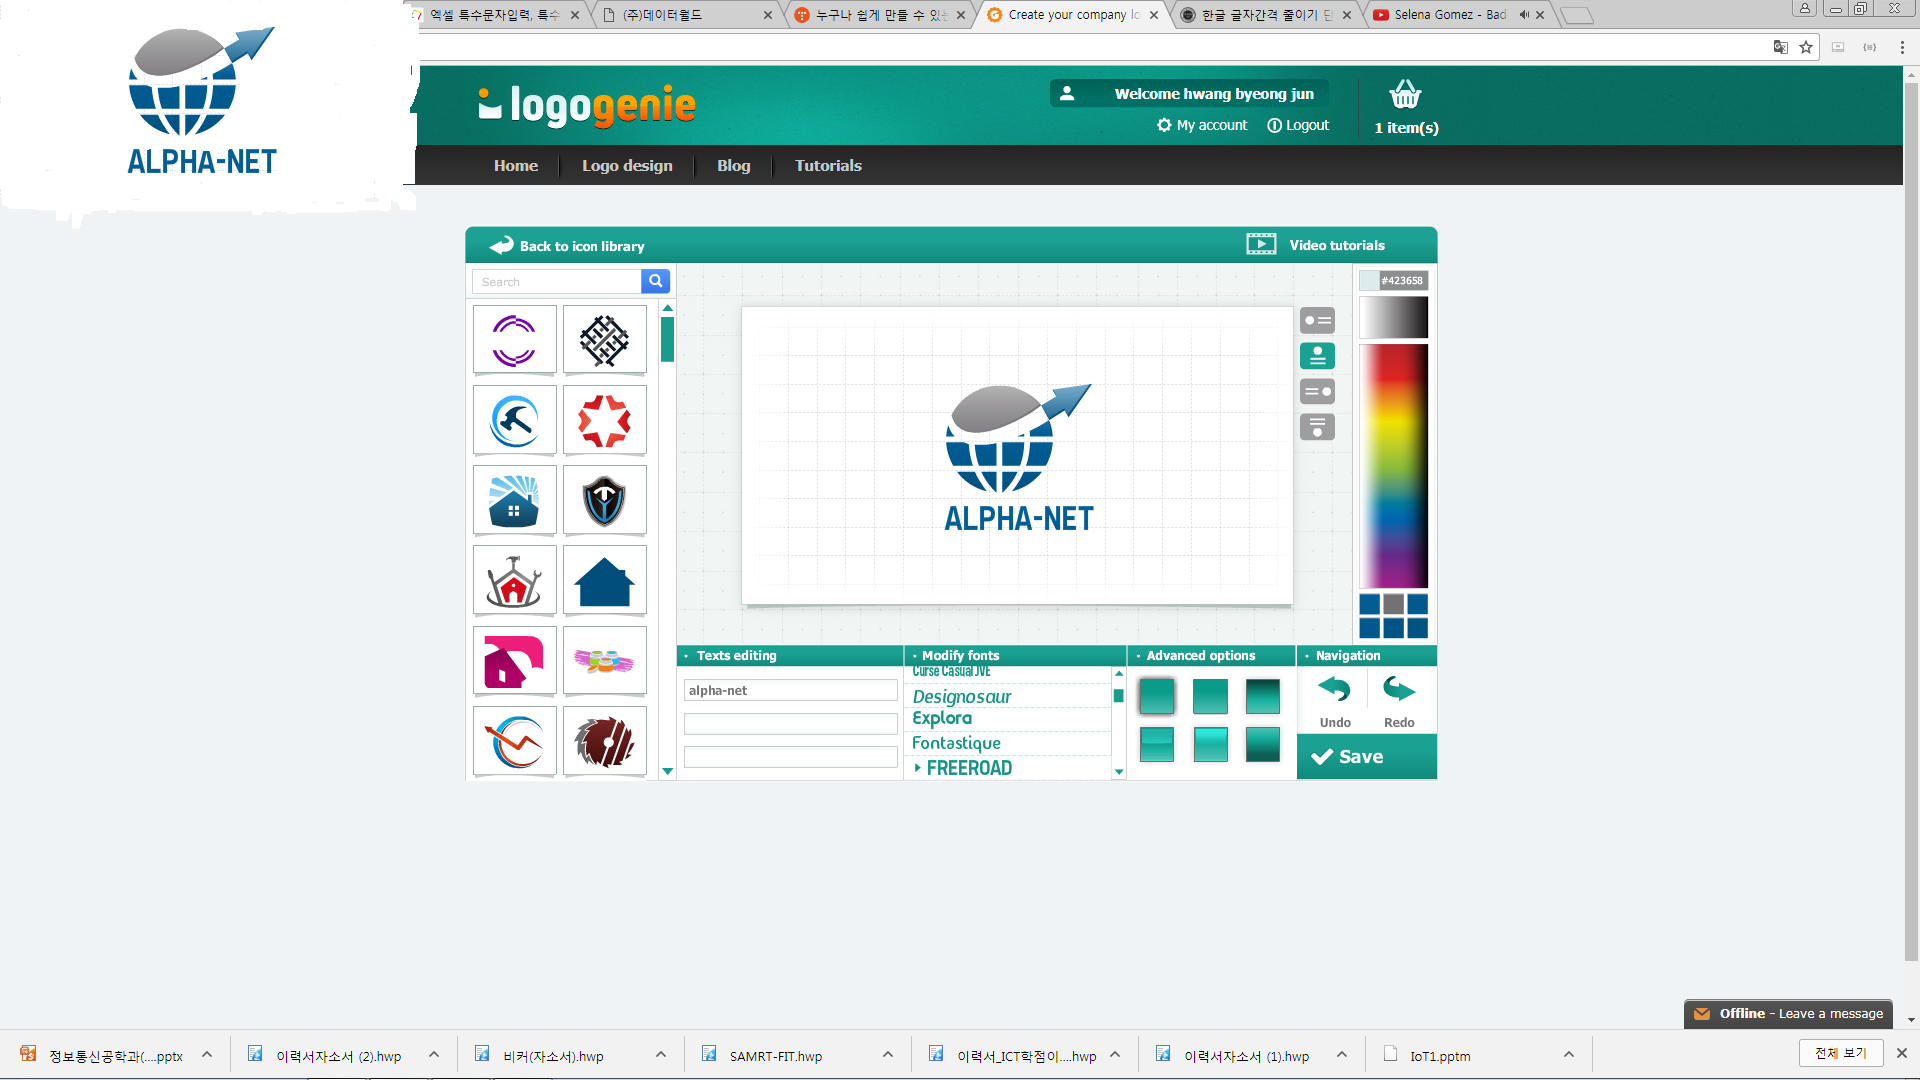 엑셀 특수문자입력, 특수
(주)데이터월드
누구나 쉽게 만들 수 있는
Create your company lo
한글 글자간격 줄이기 단
Selena Gomez - Bad
ALPHA-NET
logogenie
Welcome hwang byeong jun
My account
Logout
1 item(s)
Home
Logo design
Blog
Tutorials
Back to icon library
Video tutorials
Search
#423658
ALPHA-NET
Texts editing
Modify fonts
Advanced options
Navigation
alpha-net
Curse Casual JVE
Designosaur
Explora
Fontastique
FREEROAD
Undo
Redo
Save
Offline - Leave a message
정보통신공학과(....pptx
이력서자소서 (2).hwp
비커(자소서).hwp
SAMRT-FIT.hwp
이력서_ICT학점이....hwp
이력서자소서 (1).hwp
IoT1.pptm
전체 보기